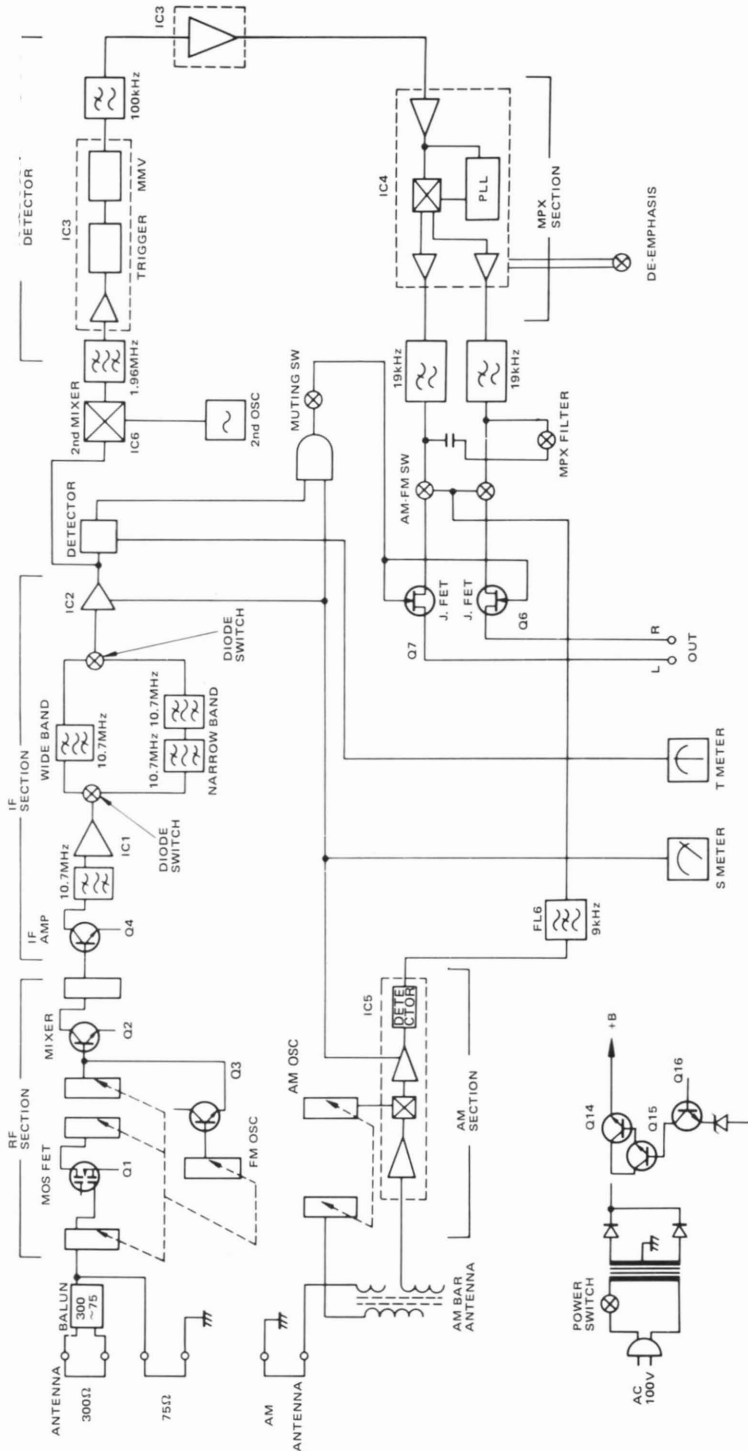 RF
SECTION
IF
SECTION
DETECTOR
ANTENNA
300Ω
BALUN
300
~75
75Ω
MOS FET
Q1
MIXER
Q2
Q3
FM OSC
IF
AMP
Q4
10.7MHz
IC1
DIODE
SWITCH
WIDE BAND
10.7MHz
10.7MHz
10.7MHz
NARROW BAND
DIODE
SWITCH
IC2
DETECTOR
2nd MIXER
IC6
2nd OSC
1.96MHz
IC3
TRIGGER
MMV
100kHz
IC3
MUTING SW
IC4
PLL
MPX
SECTION
DE-EMPHASIS
19kHz
19kHz
AM-FM SW
MPX FILTER
J. FET
Q7
J. FET
Q6
L
R
OUT
T METER
S METER
AM
ANTENNA
AM BAR
ANTENNA
AM OSC
IC5
DETE
CTOR
AM
SECTION
FL6
9kHz
AC
100V
POWER
SWITCH
Q14
Q15
Q16
+B